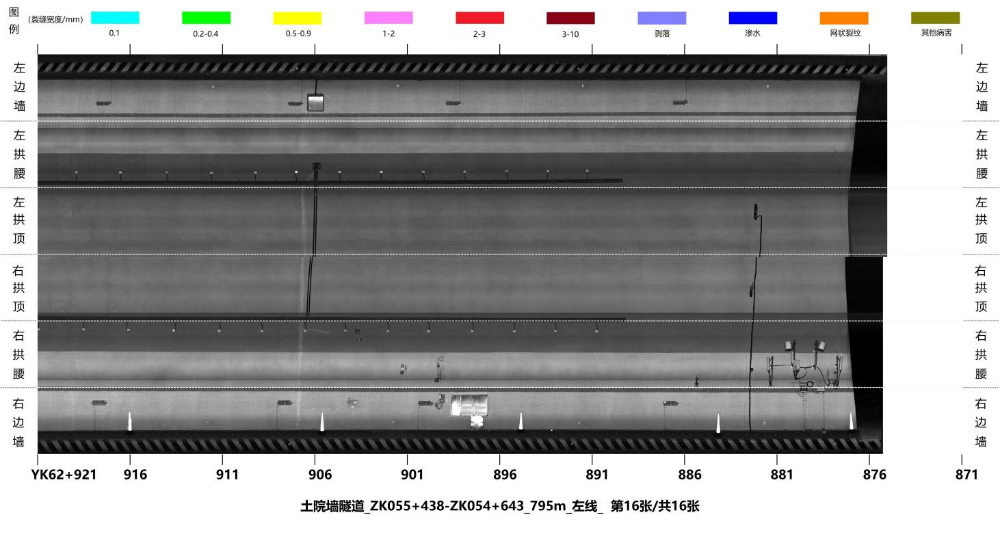 图例 (裂缝宽度/mm) 0.1 0.2-0.4 0.5-0.9 1-2 2-3 3-10 剥落 渗水 网状裂纹 其他病害
左边墙 左边墙
左拱腰 左拱腰
左拱顶 左拱顶
右拱顶 右拱顶
右拱腰 右拱腰
右边墙 右边墙
YK62+921 916 911 906 901 896 891 886 881 876 871
土院墙隧道_ZK055+438-ZK054+643_795m_左线_ 第16张/共16张